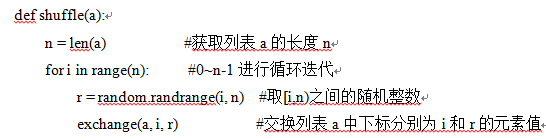 def shuffle(a):
n = len(a) #获取列表 a 的长度 n
for i in range(n): #0~n-1 进行循环迭代
r = random.randrange(i, n) #取[i,n)之间的随机整数
exchange(a, i, r) #交换列表 a 中下标分别为 i 和 r 的元素值